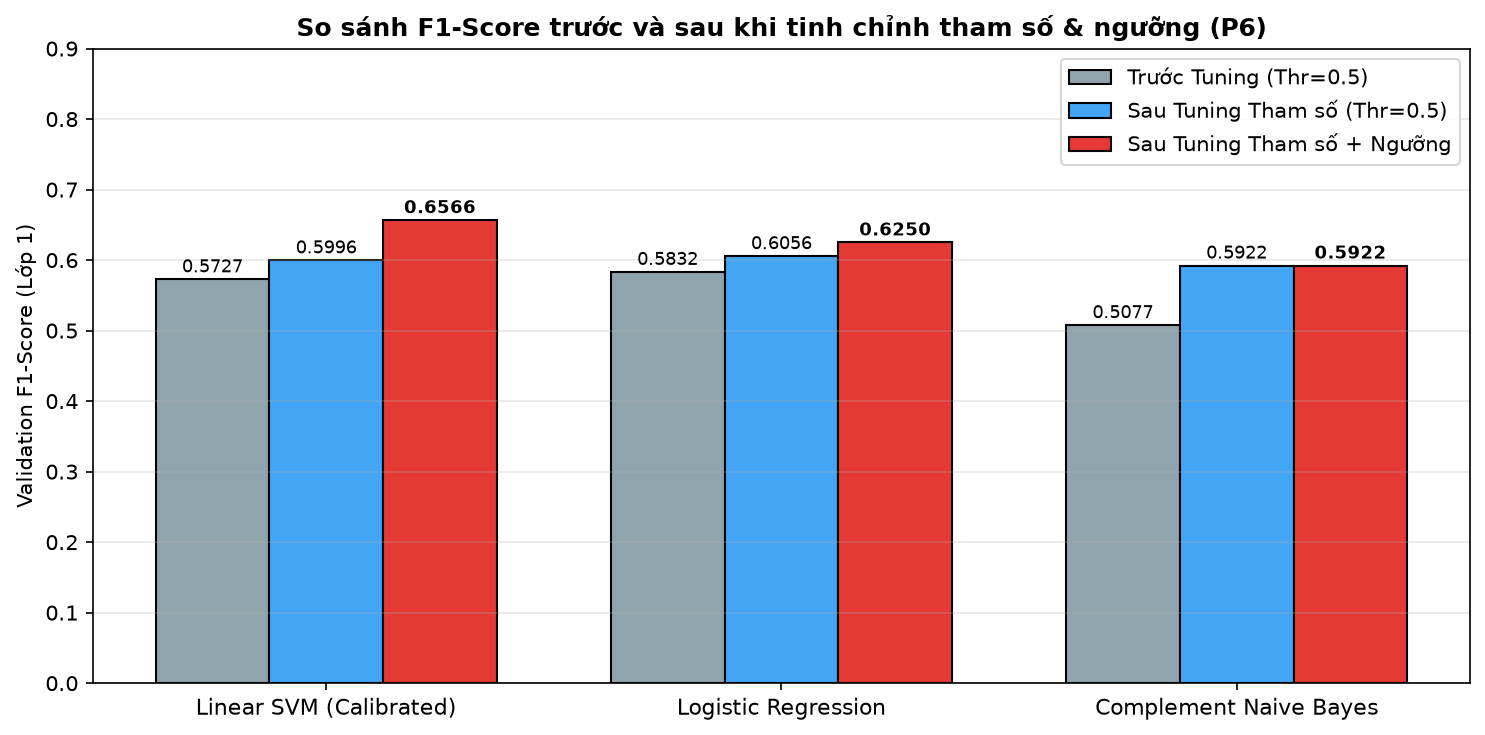 So sánh F1-Score trước và sau khi tinh chỉnh tham số & ngưỡng (P6)
Trước Tuning (Thr=0.5)
Sau Tuning Tham số (Thr=0.5)
Sau Tuning Tham số + Ngưỡng
Validation F1-Score (Lớp 1)
0.9
0.8
0.7
0.6
0.5
0.4
0.3
0.2
0.1
0.0
0.5727
0.5996
0.6566
0.5832
0.6056
0.6250
0.5077
0.5922
0.5922
Linear SVM (Calibrated)
Logistic Regression
Complement Naive Bayes